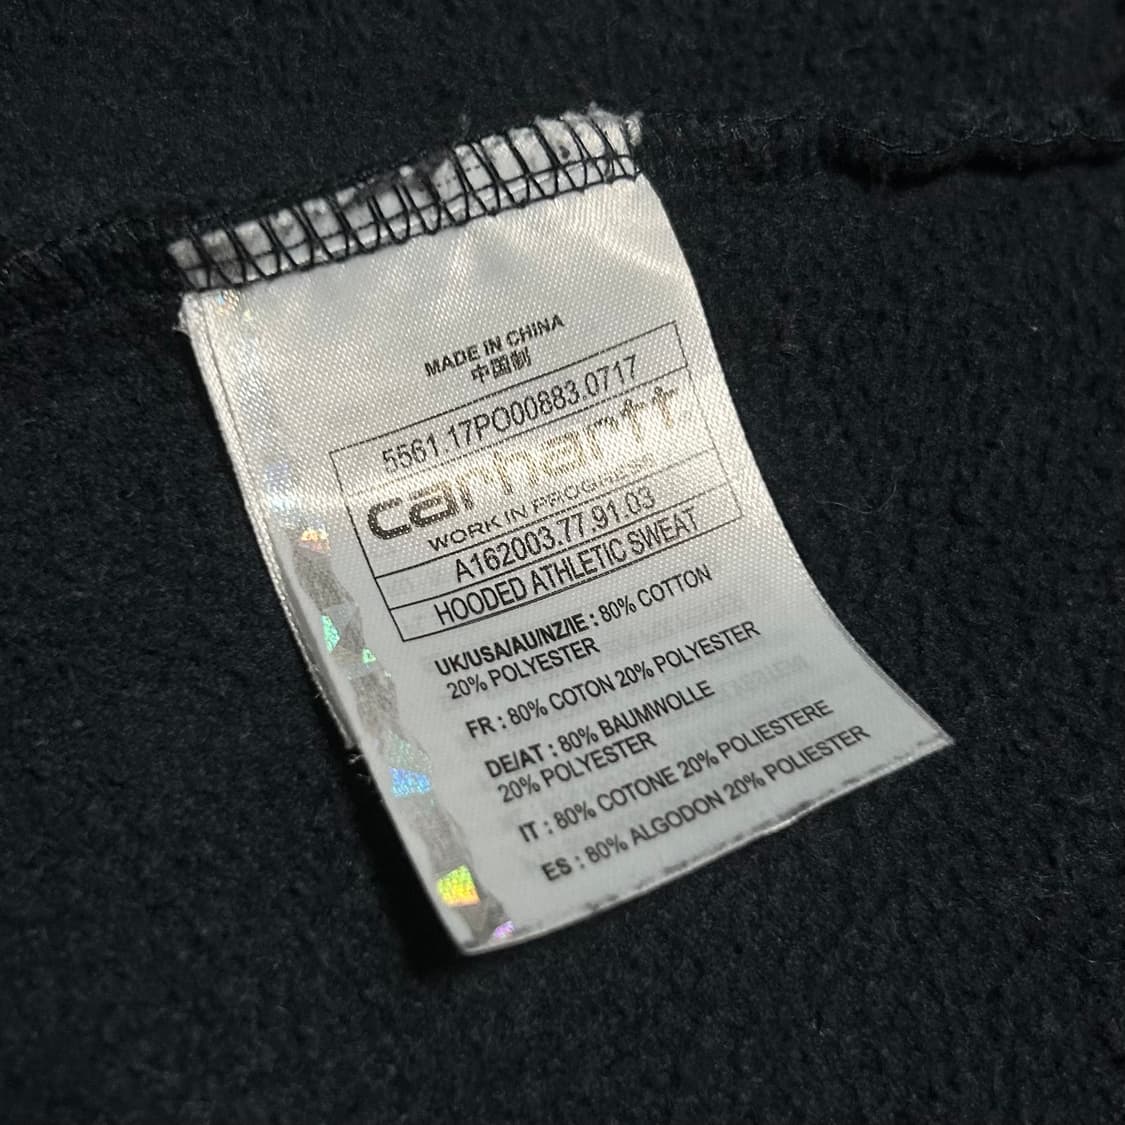 MADE IN CHINA
中国制
5561.17PO00883.0717
carhartt
WORK IN PROGRESS
A162003.77.91.03
HOODED ATHLETIC SWEAT
UK/USA/AU/NZ/IE : 80% COTTON
20% POLYESTER
FR : 80% COTON 20% POLYESTER
DE/AT : 80% BAUMWOLLE
20% POLYESTER
IT : 80% COTONE 20% POLIESTERE
ES : 80% ALGODON 20% POLIESTER